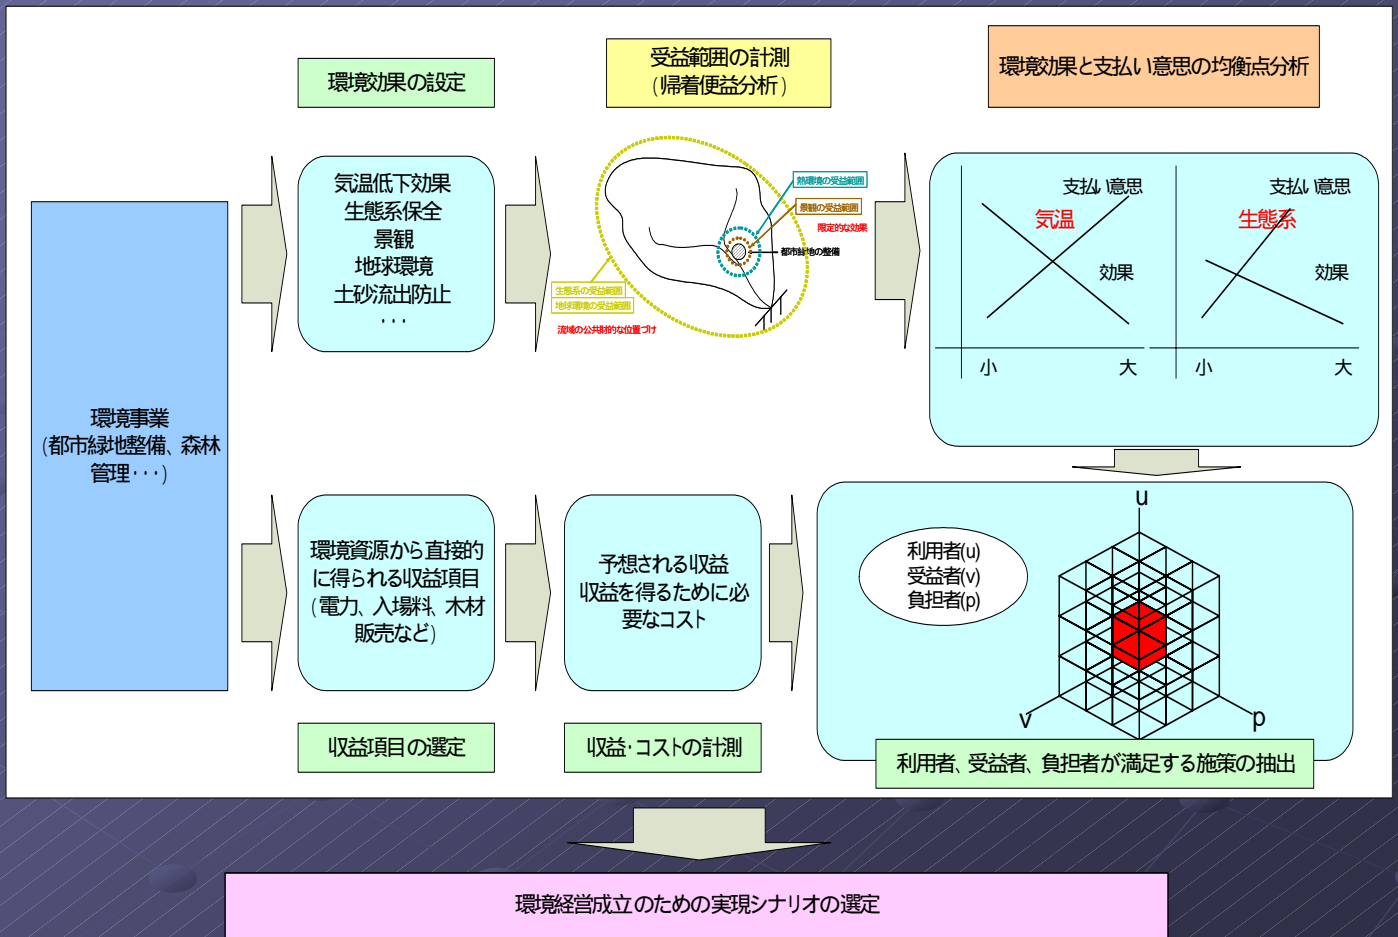 環境効果の設定
受益範囲の計測
(帰着便益分析)
環境効果と支払い意思の均衡点分析
環境事業
(都市緑地整備、森林
管理・・・)
気温低下効果
生態系保全
景観
地球環境
土砂流出防止
・・・
熱環境の受益範囲
景観の受益範囲
限定的な効果
都市緑地の整備
生態系の受益範囲
地球環境の受益範囲
流域の公共財的な位置づけ
支払い意思
気温
効果
小
大
支払い意思
生態系
効果
小
大
環境資源から直接的
に得られる収益項目
(電力、入場料、木材
販売など)
予想される収益
収益を得るために必
要なコスト
利用者(u)
受益者(v)
負担者(p)
u
v
p
収益項目の選定
収益・コストの計測
利用者、受益者、負担者が満足する施策の抽出
環境経営成立のための実現シナリオの選定